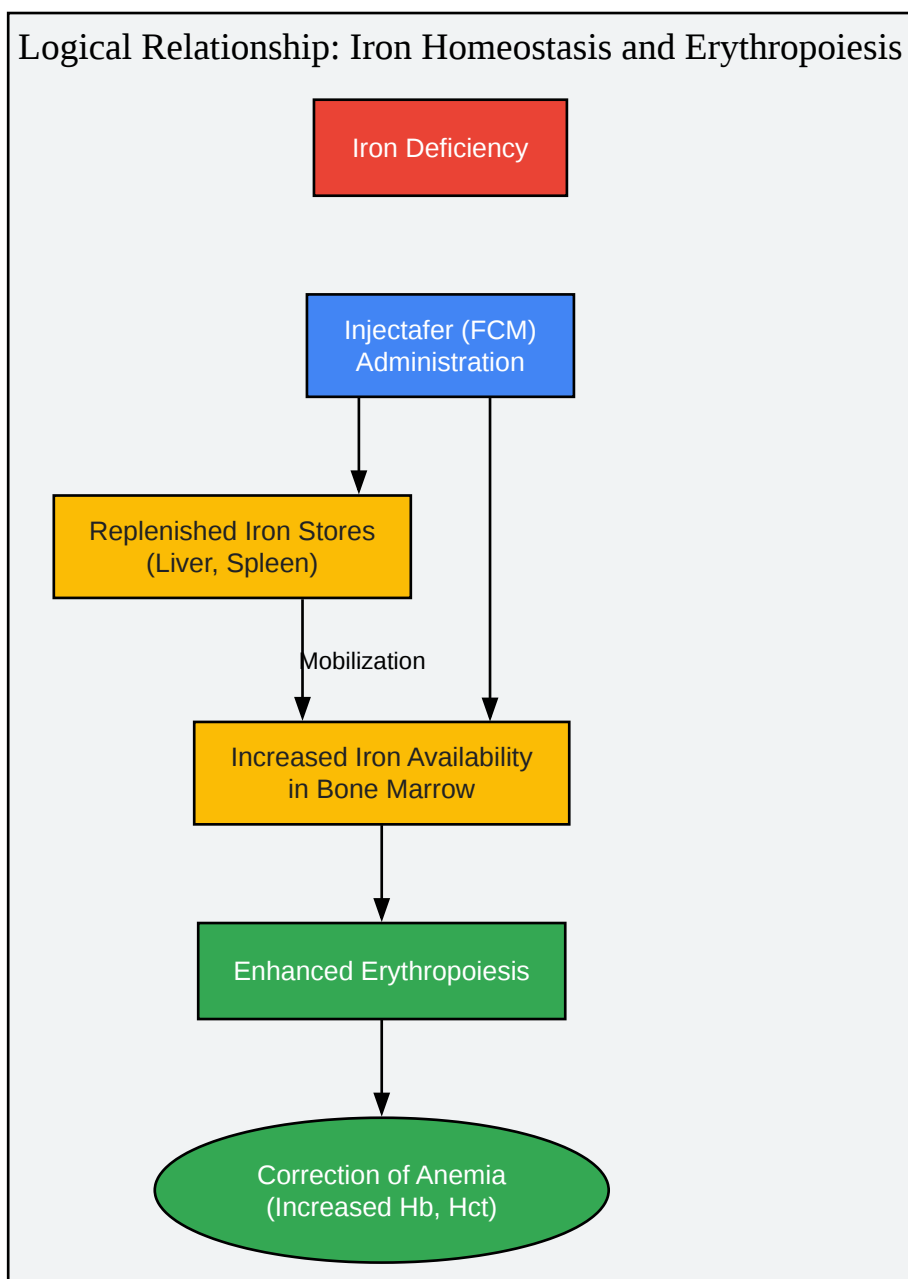 Logical Relationship: Iron Homeostasis and Erythropoiesis
Iron Deficiency
Injectafer (FCM)
Administration
Replenished Iron Stores
(Liver, Spleen)
Mobilization
Increased Iron Availability
in Bone Marrow
Enhanced Erythropoiesis
Correction of Anemia
(Increased Hb, Hct)